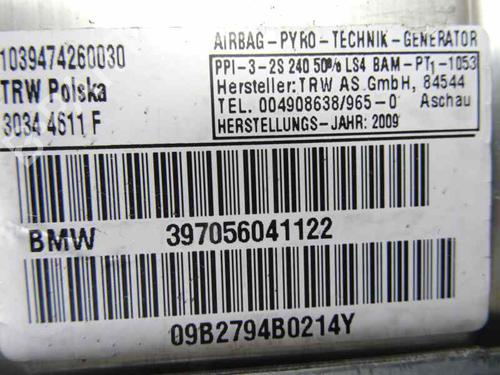 1039474260030
TRW Polska
3034 4611 F
AIRBAG-PYRO-TECHNIK-GENERATOR
PPI-3-2S 240 50% LS4 BAM-PT1-1053
Hersteller: TRW AS GmbH, 84544
TEL. 004908638/965-0 Aschau
HERSTELLUNGS-JAHR: 2009
BMW 397056041122
09B2794B0214Y